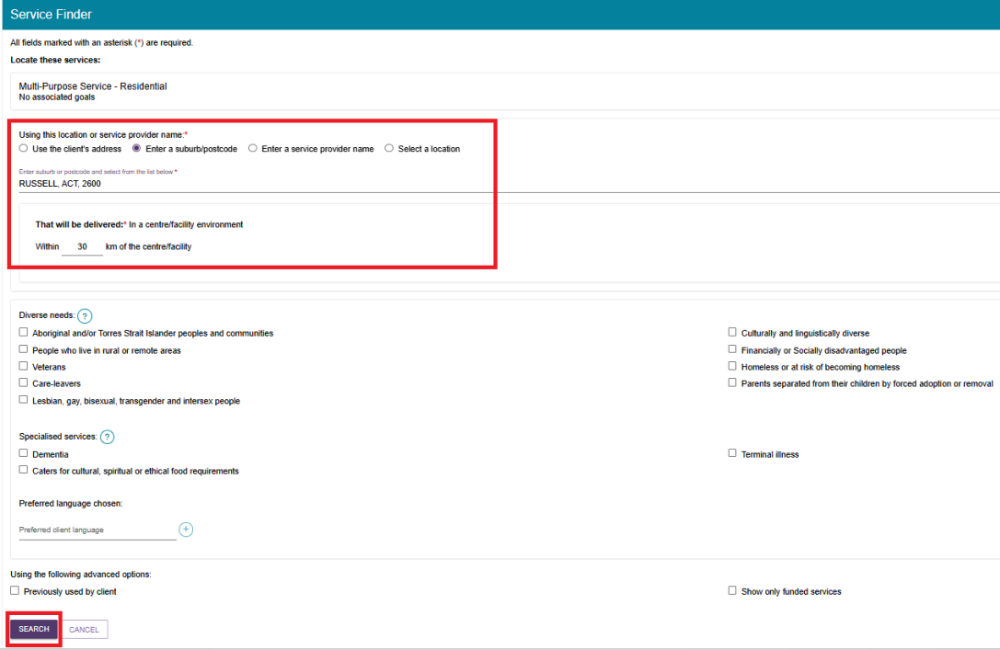 Service Finder
All fields marked with an asterisk (*) are required.
Locate these services:
Multi-Purpose Service - Residential
No associated goals
Using this location or service provider name:*
Use the client's address Enter a suburb/postcode Enter a service provider name Select a location
Enter suburb or postcode and select from the list below *
RUSSELL, ACT, 2600
That will be delivered:* In a centre/facility environment
Within 30 km of the centre/facility
Diverse needs: ?
Aboriginal and/or Torres Strait Islander peoples and communities Culturally and linguistically diverse
People who live in rural or remote areas Financially or Socially disadvantaged people
Veterans Homeless or at risk of becoming homeless
Care-leavers Parents separated from their children by forced adoption or removal
Lesbian, gay, bisexual, transgender and intersex people
Specialised services: ?
Dementia Terminal illness
Caters for cultural, spiritual or ethical food requirements
Preferred language chosen:
Preferred client language +
Using the following advanced options:
Previously used by client Show only funded services
SEARCH CANCEL